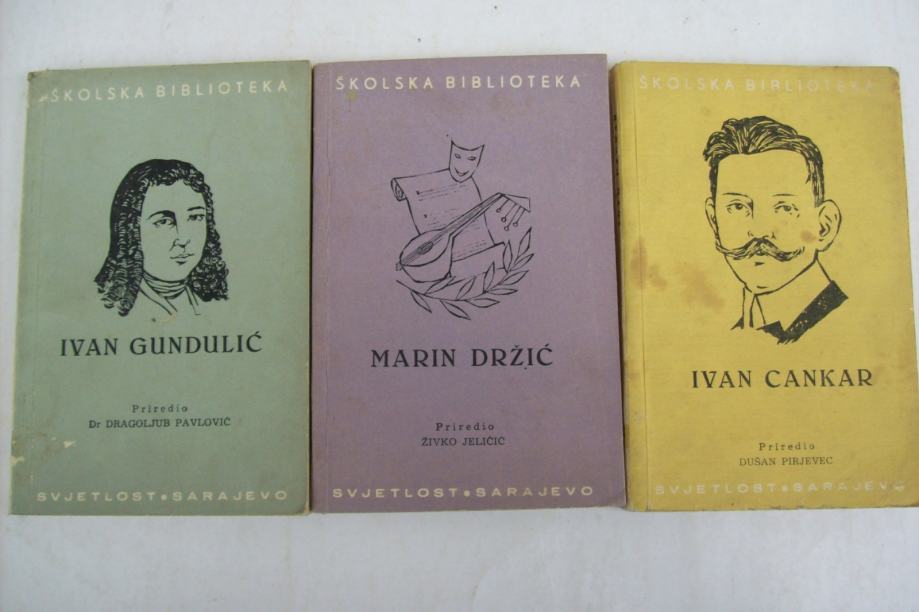 ŠKOLSKA BIBLIOTEKA
IVAN GUNDULIĆ
Priredio
Dr DRAGOLJUB PAVLOVIĆ
SVJETLOST•SARAJEVO
ŠKOLSKA BIBLIOTEKA
MARIN DRŽIĆ
Priredio
ŽIVKO JELIČIĆ
SVJETLOST•SARAJEVO
ŠKOLSKA BIBLIOTEKA
IVAN CANKAR
Priredio
DUŠAN PIRJEVEC
SVJETLOST•SARAJEVO